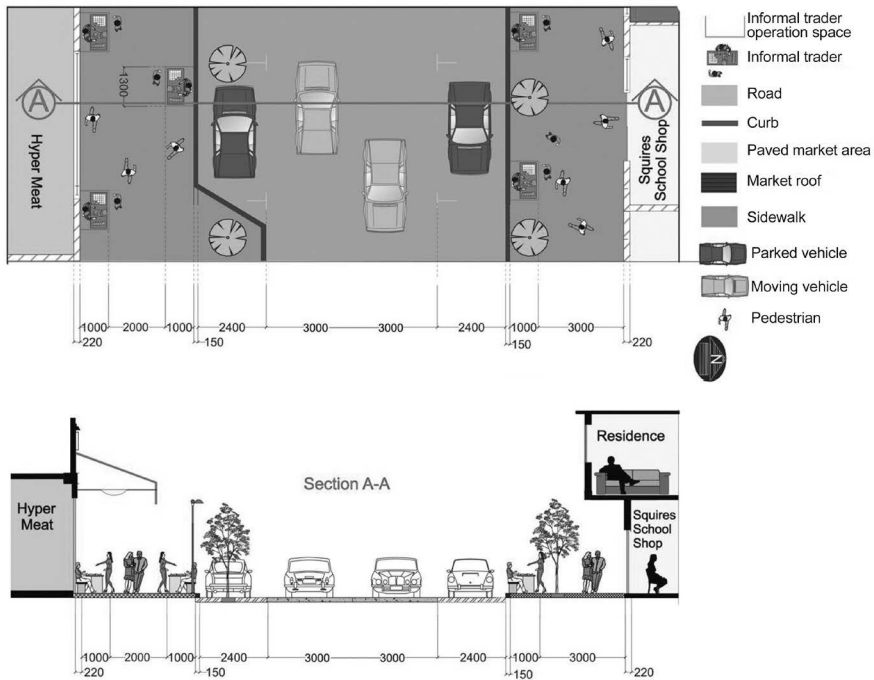 Hyper Meat
A
1300
A
Squires
School Shop
1000
2000
1000
2400
3000
3000
2400
1000
3000
220
150
150
220
Informal trader
operation space
Informal trader
Road
Curb
Paved market area
Market roof
Sidewalk
Parked vehicle
Moving vehicle
Pedestrian
N
Section A-A
Residence
Hyper
Meat
Squires
School
Shop
1000
2000
1000
2400
3000
3000
2400
1000
3000
220
150
150
220